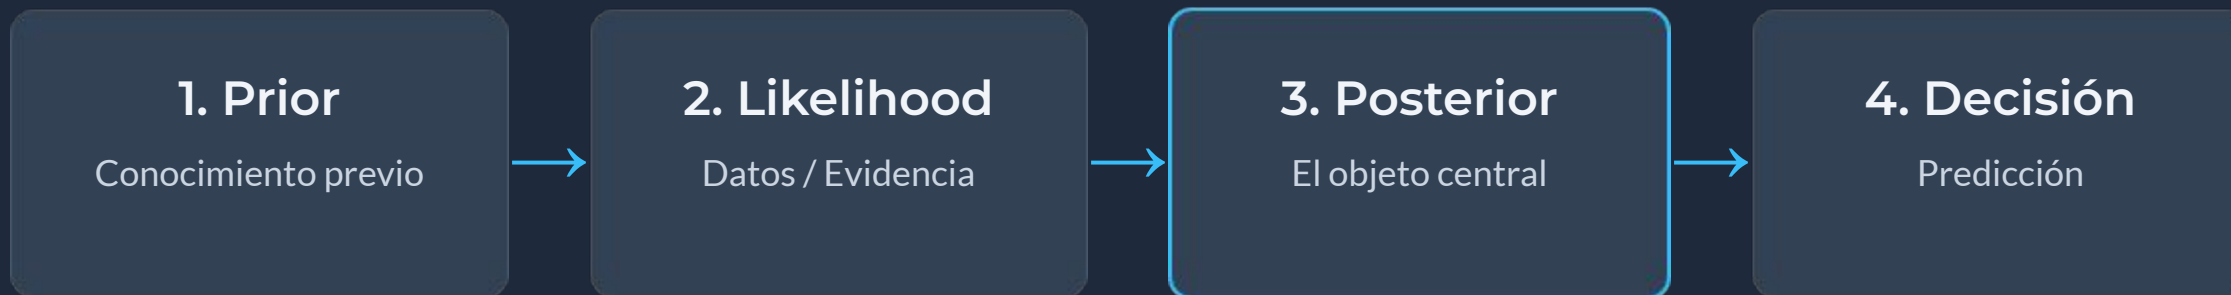 1. Prior
Conocimiento previo
2. Likelihood
Datos / Evidencia
3. Posterior
El objeto central
4. Decisión
Predicción